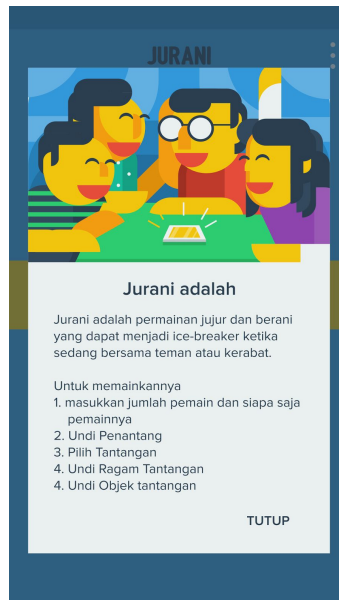 JURANI
Jurani adalah
Jurani adalah permainan jujur dan berani
yang dapat menjadi ice-breaker ketika
sedang bersama teman atau kerabat.
Untuk memainkannya
1. masukkan jumlah pemain dan siapa saja
pemainnya
2. Undi Penantang
3. Pilih Tantangan
4. Undi Ragam Tantangan
4. Undi Objek tantangan
TUTUP